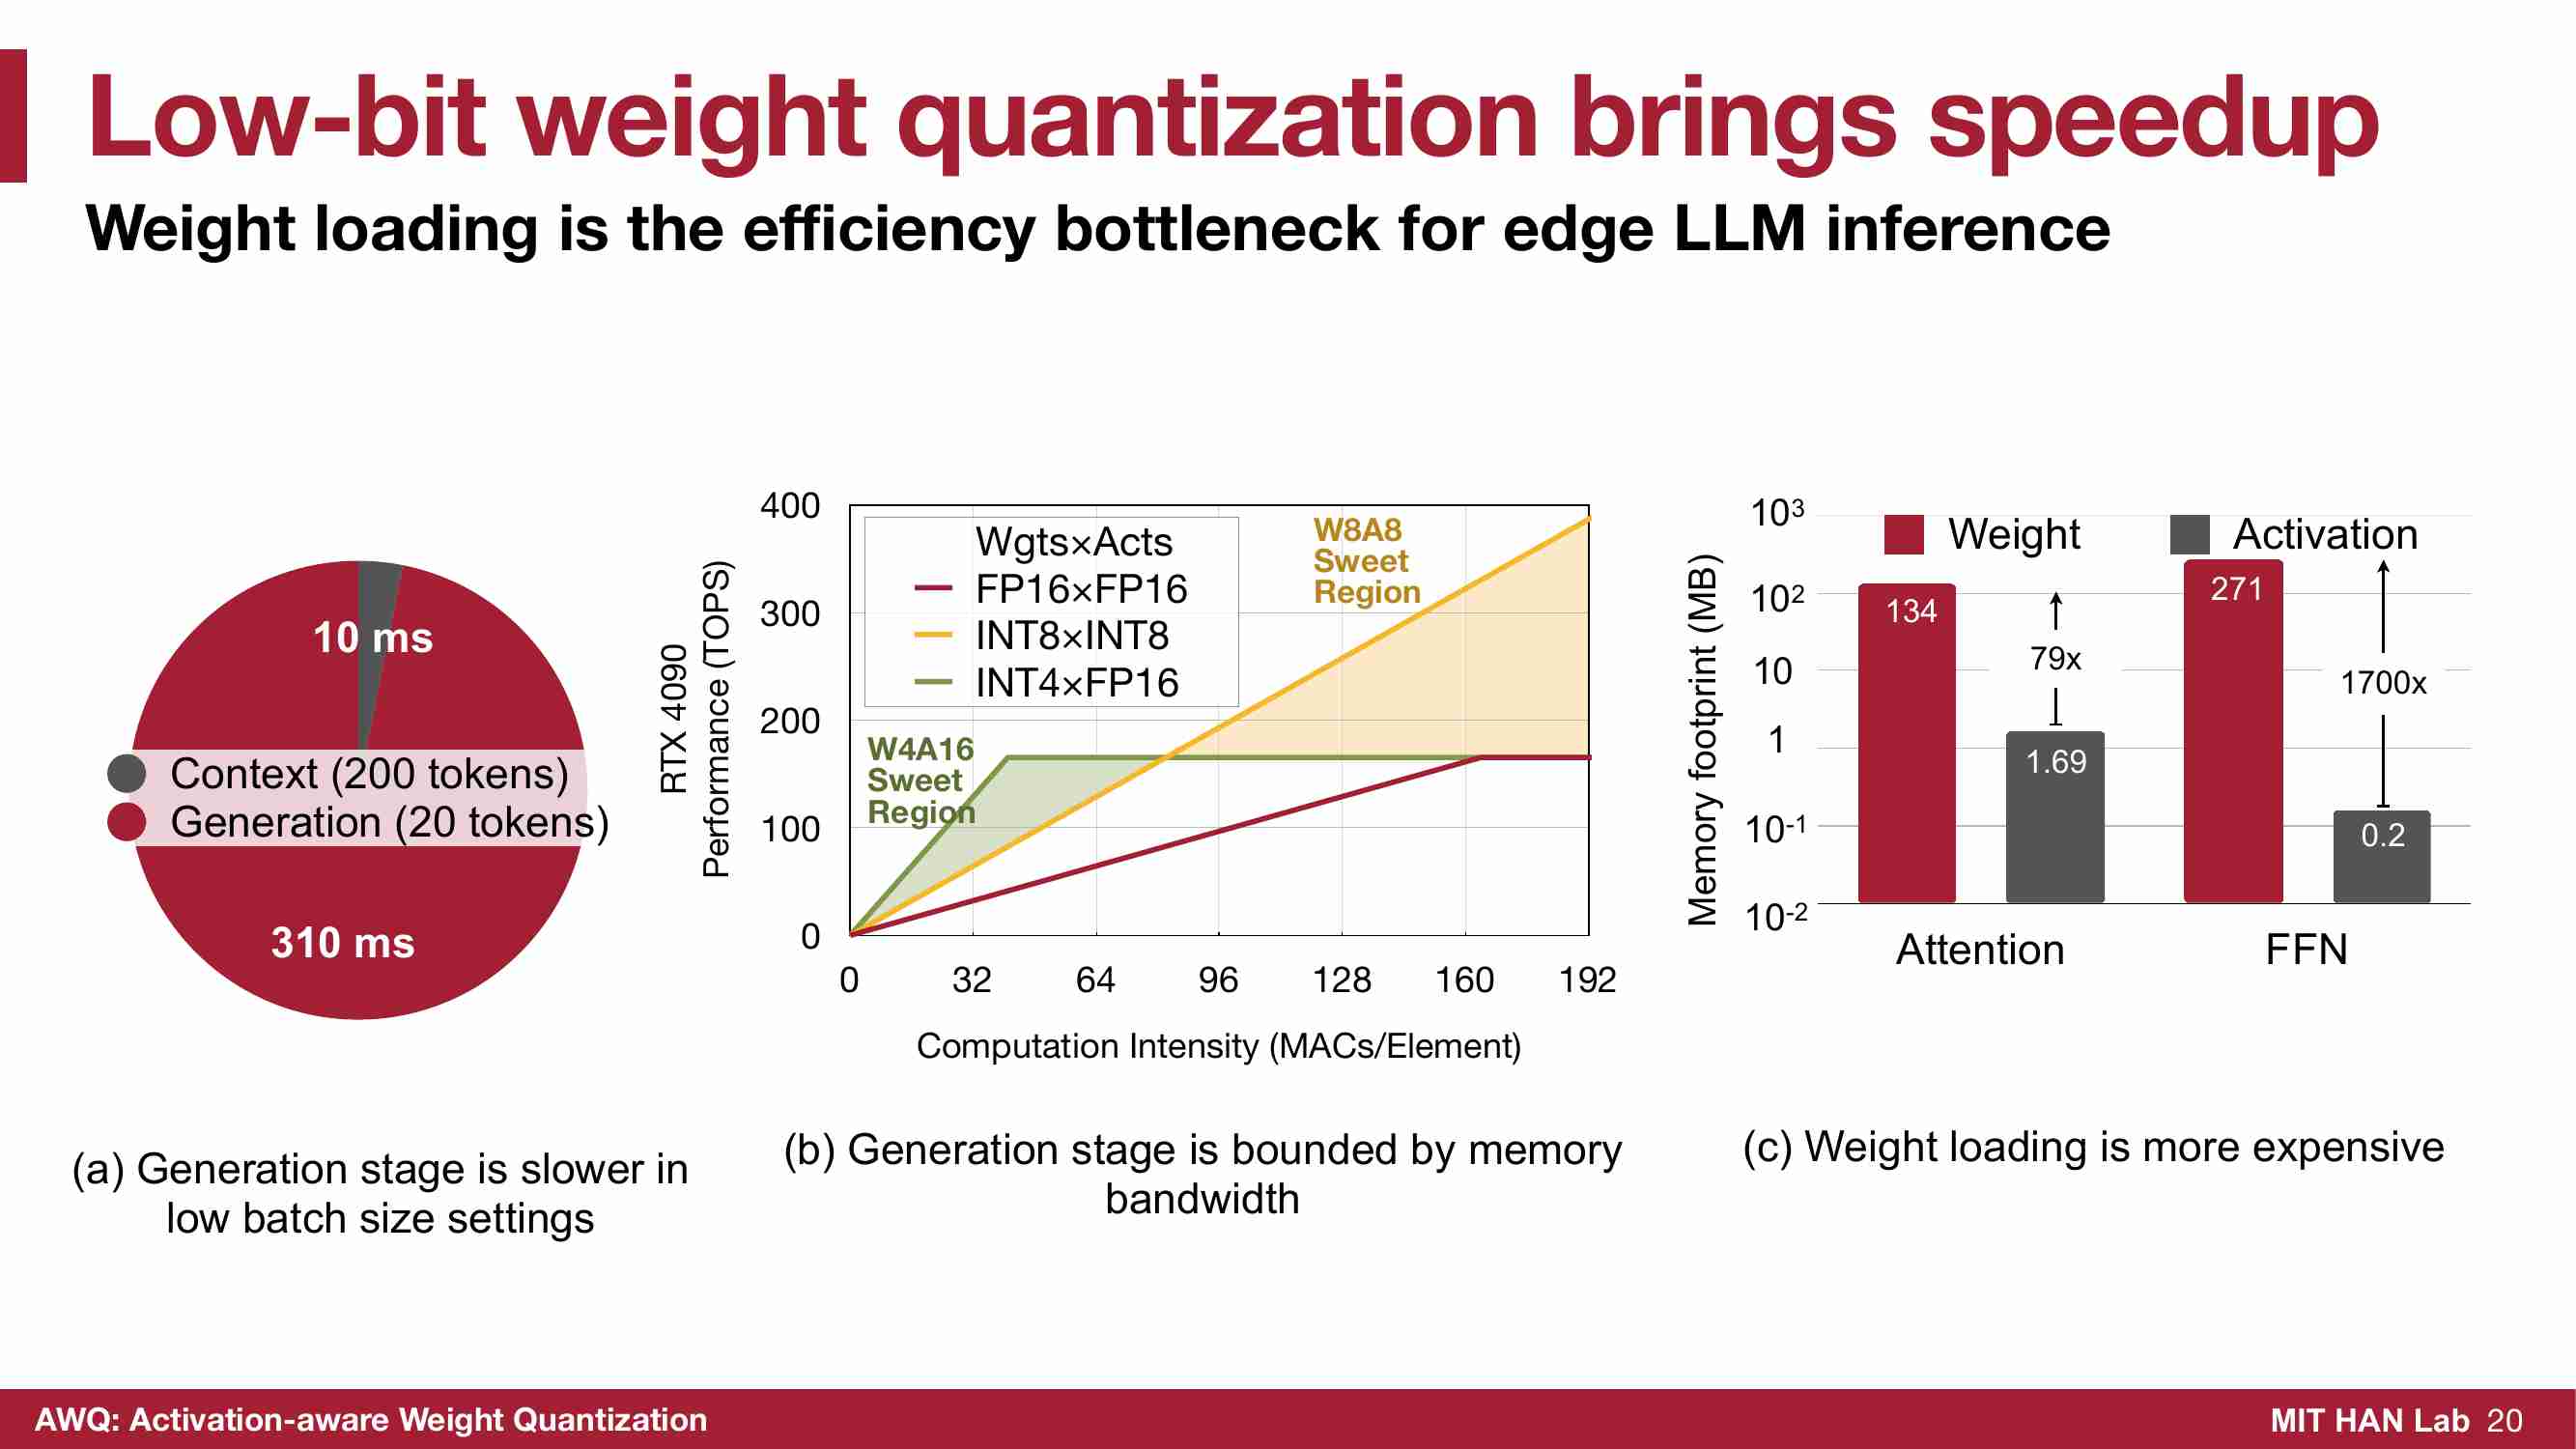 Low-bit weight quantization brings speedup
Weight loading is the efficiency bottleneck for edge LLM inference
10 ms
Context (200 tokens)
Generation (20 tokens)
310 ms
(a) Generation stage is slower in
low batch size settings
RTX 4090
Performance (TOPS)
400
300
200
100
0
Wgts×Acts
FP16×FP16
INT8×INT8
INT4×FP16
W8A8
Sweet
Region
W4A16
Sweet
Region
0 32 64 96 128 160 192
Computation Intensity (MACs/Element)
(b) Generation stage is bounded by memory
bandwidth
Memory footprint (MB)
10³
10²
10
1
10⁻¹
10⁻²
Weight Activation
134
79x
1.69
271
1700x
0.2
Attention FFN
(c) Weight loading is more expensive
AWQ: Activation-aware Weight Quantization
MIT HAN Lab 20